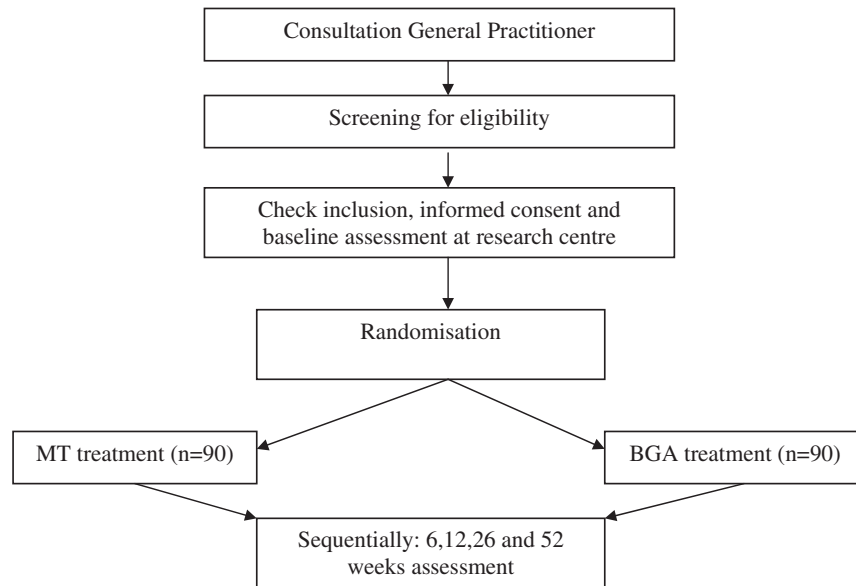 Consultation General Practitioner
Screening for eligibility
Check inclusion, informed consent and
baseline assessment at research centre
Randomisation
MT treatment (n=90)
BGA treatment (n=90)
Sequentially: 6,12,26 and 52
weeks assessment